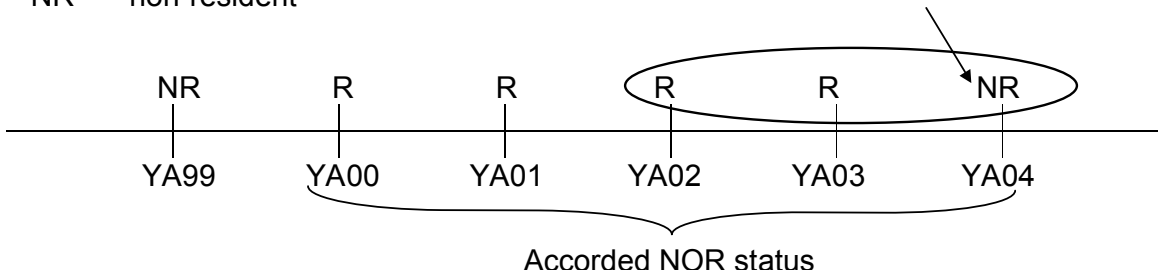 NR non resident
NR R R R R NR
YA99 YA00 YA01 YA02 YA03 YA04
Accorded NOR status